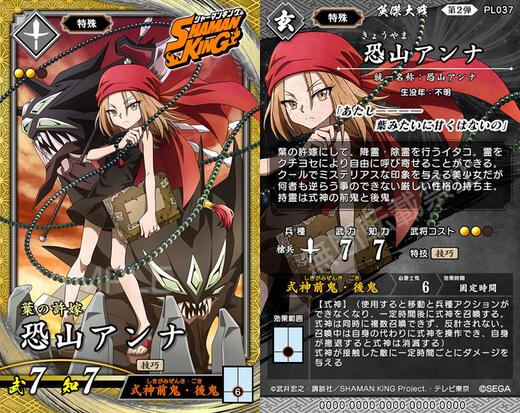 特殊
シャーマンキング
SHAMAN KING
葉の許嫁
恐山アンナ
技巧
武7 知7
しきがみぜんき・ごき
式神前鬼・後鬼
6
玄
特殊
英傑大戦 第2弾 PL037
きょうやま
恐山アンナ
統一名称:恐山アンナ
生没年:不明
「あたし――――
葉みたいに甘くはないの」
葉の許嫁にして、降霊・除霊を行うイタコ。霊を
クチヨセにより自由に呼び寄せることができる。
クールでミステリアスな印象を与える美少女だが
何者も逆らう事のできない厳しい性格の持ち主。
持霊は式神の前鬼と後鬼。
兵種 武力 知力 武将コスト
槍兵 7 7 特技 技巧
しきがみぜんき・ごき 必要士気 効果時間
式神前鬼・後鬼 6 固定時間
効果範囲
【式神】(使用すると移動と兵種アクションが
できなくなり、一定時間後に式神を召喚する。
式神は同時に複数召喚できず、反計されない。
召喚中は自身の代わりに式神を操作でき、自身
が撤退すると式神は消滅する)
式神が接触した敵に一定時間ごとにダメージを
与える
©武井宏之・講談社/SHAMAN KING Project.・テレビ東京 ©SEGA
0000-0000-0000-0000-0000